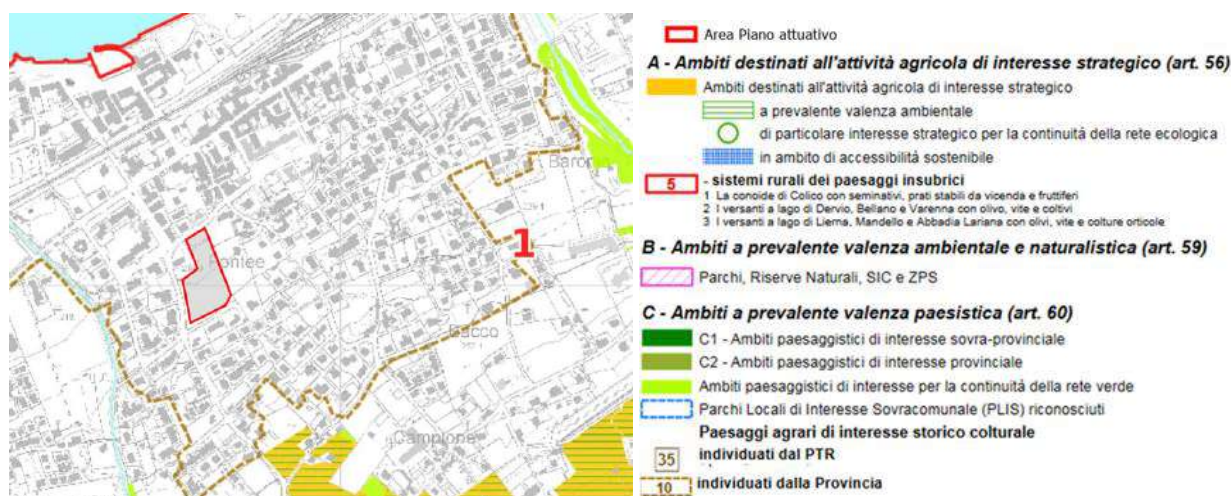 Baronia
1
Fontee
Bacco
Campione
Area Piano attuativo
A - Ambiti destinati all'attività agricola di interesse strategico (art. 56)
Ambiti destinati all'attività agricola di interesse strategico
a prevalente valenza ambientale
di particolare interesse strategico per la continuità della rete ecologica
in ambito di accessibilità sostenibile
5 - sistemi rurali dei paesaggi insubrici
1 La conoide di Colico con seminativi, prati stabili da vicenda e fruttiferi
2 I versanti a lago di Dervio, Bellano e Varenna con olivo, vite e coltivi
3 I versanti a lago di Lierna, Mandello e Abbadia Lariana con olivi, vite e colture orticole
B - Ambiti a prevalente valenza ambientale e naturalistica (art. 59)
Parchi, Riserve Naturali, SIC e ZPS
C - Ambiti a prevalente valenza paesistica (art. 60)
C1 - Ambiti paesaggistici di interesse sovra-provinciale
C2 - Ambiti paesaggistici di interesse provinciale
Ambiti paesaggistici di interesse per la continuità della rete verde
Parchi Locali di Interesse Sovracomunale (PLIS) riconosciuti
Paesaggi agrari di interesse storico colturale
35 individuati dal PTR
10 individuati dalla Provincia